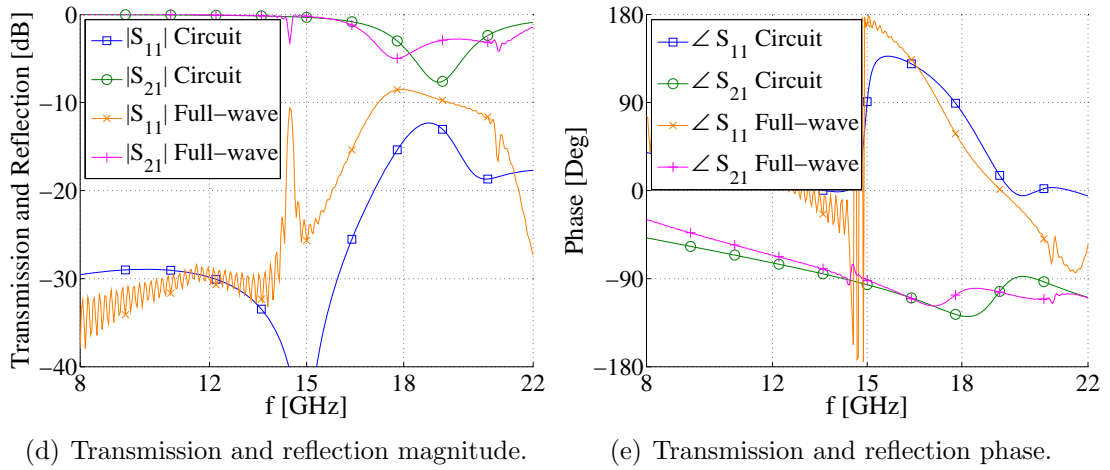 Transmission and Reflection [dB]
0
−10
−20
−30
−40
|S11| Circuit
|S21| Circuit
|S11| Full−wave
|S21| Full−wave
8
12
15
18
22
f [GHz]
(d) Transmission and reflection magnitude.
Phase [Deg]
180
90
0
−90
−180
∠ S11 Circuit
∠ S21 Circuit
∠ S11 Full−wave
∠ S21 Full−wave
8
12
15
18
22
f [GHz]
(e) Transmission and reflection phase.